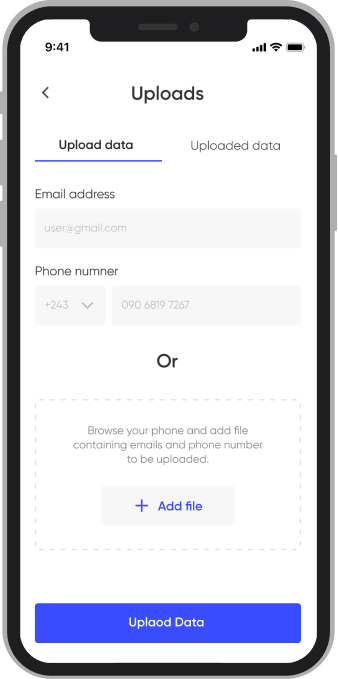 9:41
Uploads
Upload data
Uploaded data
Email address
user@gmail.com
Phone numner
+243
090 6819 7267
Or
Browse your phone and add file
containing emails and phone number
to be uploaded.
+ Add file
Uplaod Data